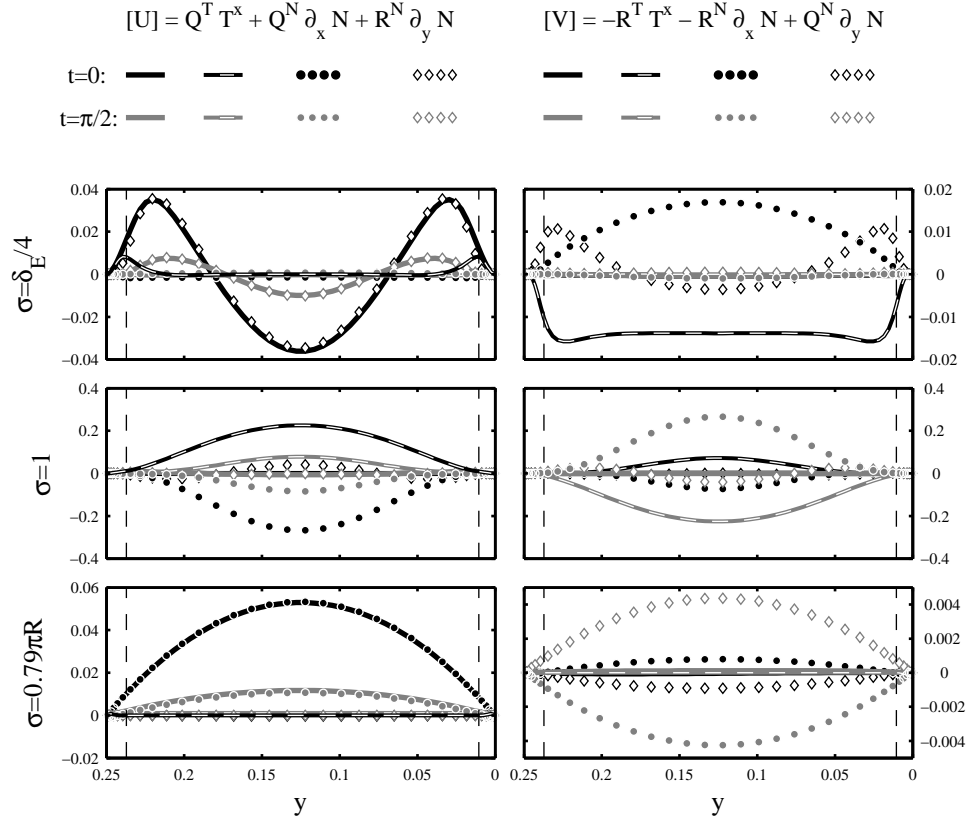 [U] = Q^T T^x + Q^N ∂_x N + R^N ∂_y N
[V] = −R^T T^x − R^N ∂_x N + Q^N ∂_y N
t=0:
t=π/2:
σ=δ_E/4
0.04
0.02
0
−0.02
−0.04
0.02
0.01
0
−0.01
−0.02
σ=1
0.4
0.2
0
−0.2
−0.4
0.4
0.2
0
−0.2
−0.4
σ=0.79πR
0.06
0.04
0.02
0
−0.02
0.004
0.002
0
−0.002
−0.004
0.25 0.2 0.15 0.1 0.05 0
0.25 0.2 0.15 0.1 0.05 0
y
y